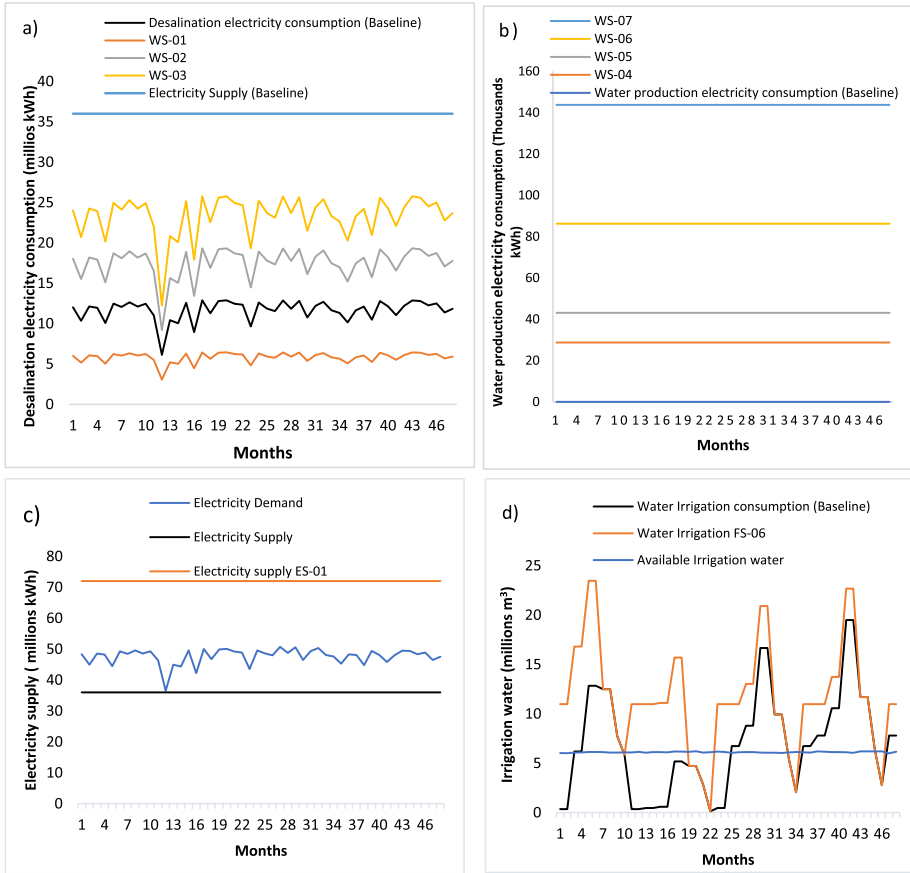 a)
Desalination electricity consumption (Baseline)
WS-01
WS-02
WS-03
Electricity Supply (Baseline)
Desalination electricity consumption (millios kWh)
40
35
30
25
20
15
10
5
0
1 4 7 10 13 16 19 22 25 28 31 34 37 40 43 46
Months
b)
WS-07
WS-06
WS-05
WS-04
Water production electricity consumption (Baseline)
Water production electricity consumption (Thousands
kWh)
160
140
120
100
80
60
40
20
0
1 4 7 10 13 16 19 22 25 28 31 34 37 40 43 46
Months
c)
Electricity Demand
Electricity Supply
Electricity supply ES-01
Electricity supply ( millions kWh)
80
70
60
50
40
30
20
10
0
1 4 7 10 13 16 19 22 25 28 31 34 37 40 43 46
Months
d)
Water Irrigation consumption (Baseline)
Water Irrigation FS-06
Available Irrigation water
Irrigation water (millions m³)
25
20
15
10
5
0
1 4 7 10 13 16 19 22 25 28 31 34 37 40 43 46
Months